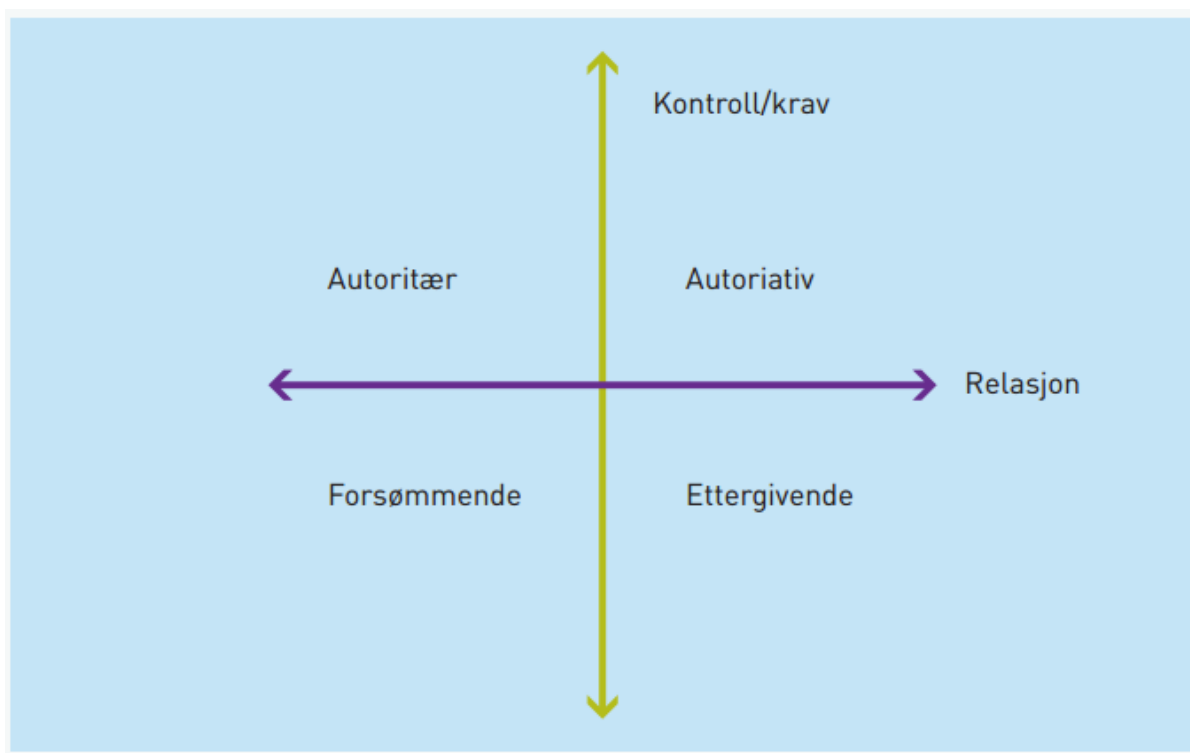 Kontroll/krav
Autoritær
Autoriativ
Relasjon
Forsømmende
Ettergivende